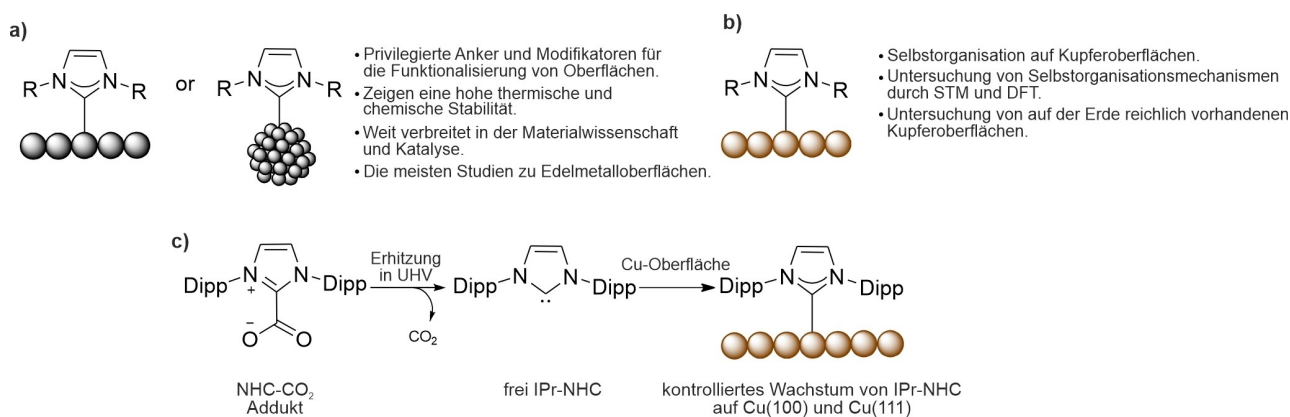 a)
N
N
R
R
or
N
N
R
R
• Privilegierte Anker und Modifikatoren für
die Funktionalisierung von Oberflächen.
• Zeigen eine hohe thermische und
chemische Stabilität.
• Weit verbreitet in der Materialwissenschaft
und Katalyse.
• Die meisten Studien zu Edelmetalloberflächen.
b)
N
N
R
R
• Selbstorganisation auf Kupferoberflächen.
• Untersuchung von Selbstorganisationsmechanismen
durch STM und DFT.
• Untersuchung von auf der Erde reichlich vorhandenen
Kupferoberflächen.
c)
Dipp
N
+
N
Dipp
−
O
O
NHC-CO₂
Addukt
Erhitzung
in UHV
CO₂
Dipp
N
N
Dipp
••
frei IPr-NHC
Cu-Oberfläche
Dipp
N
N
Dipp
kontrolliertes Wachstum von IPr-NHC
auf Cu(100) und Cu(111)